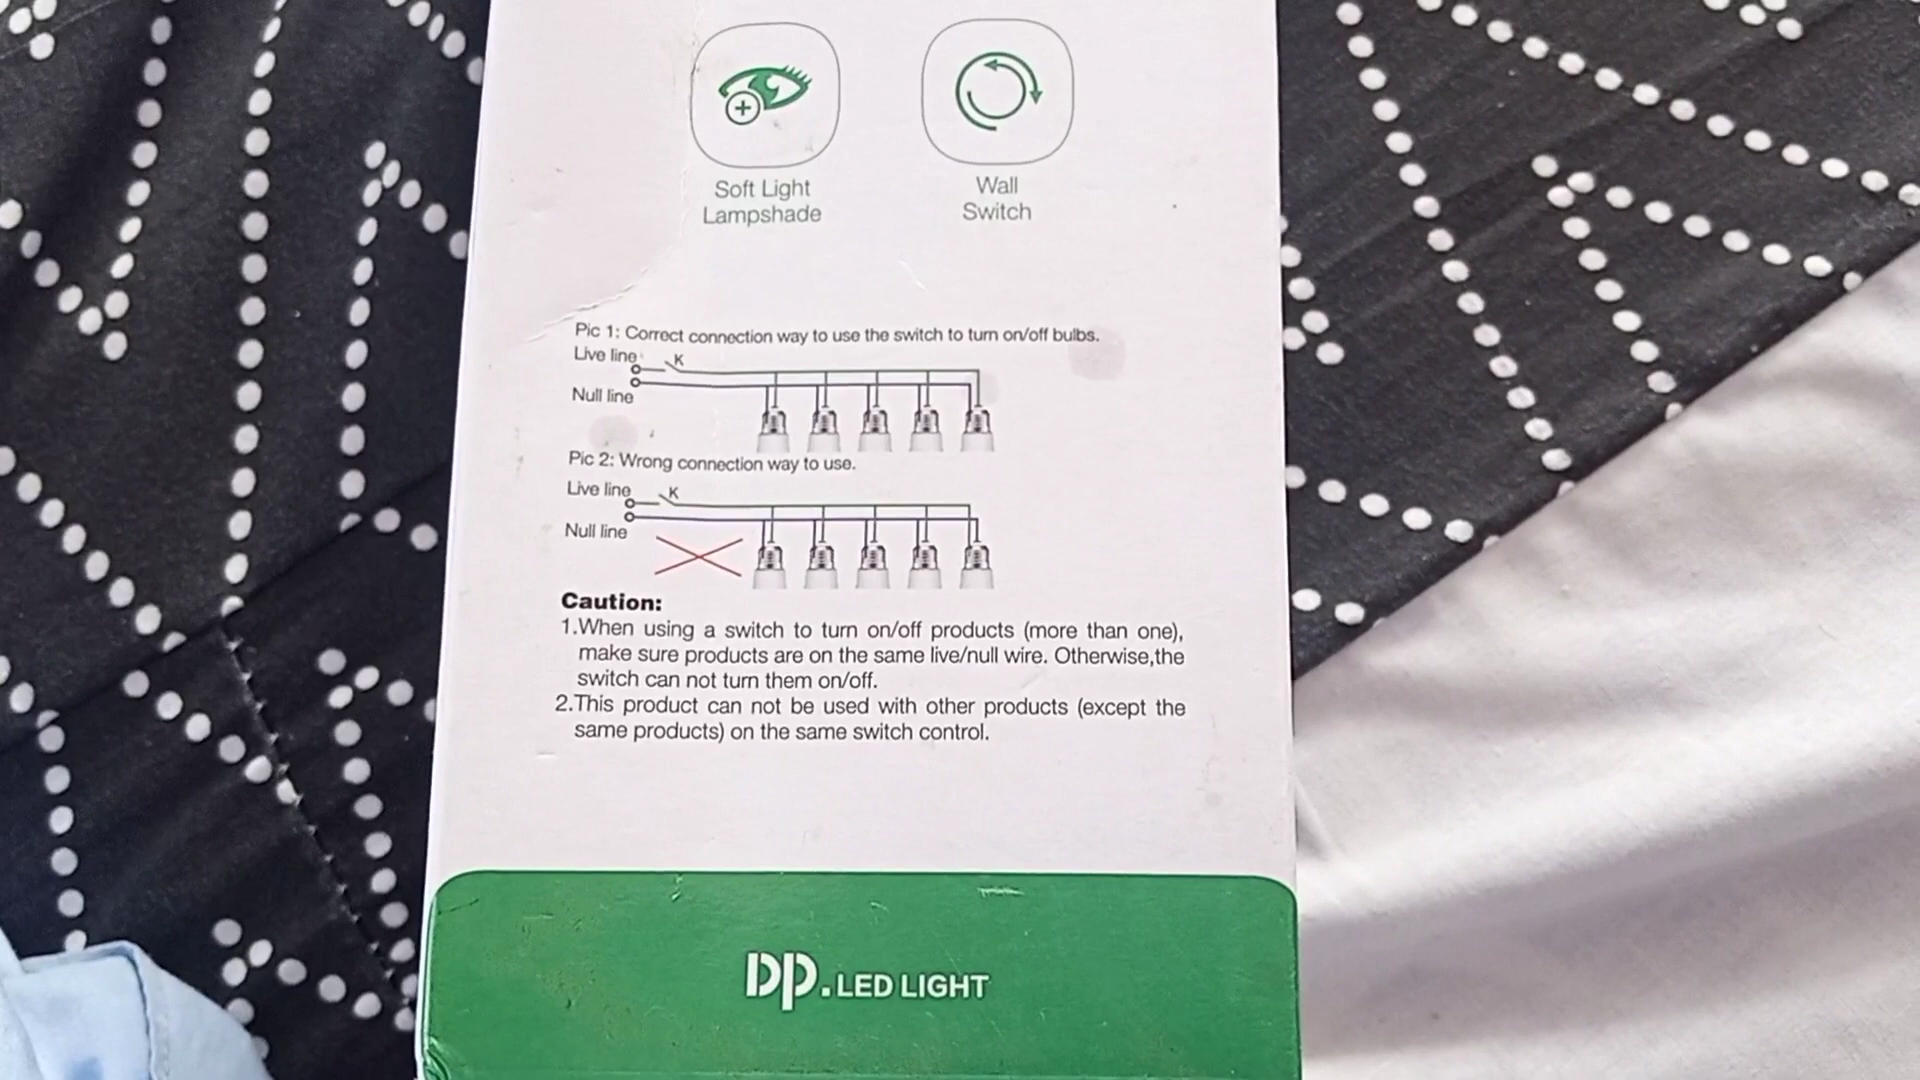 Soft Light
Lampshade
Wall
Switch
Pic 1: Correct connection way to use the switch to turn on/off bulbs.
Live line
K
Null line
Pic 2: Wrong connection way to use.
Live line
K
Null line
Caution:
1.When using a switch to turn on/off products (more than one),
make sure products are on the same live/null wire. Otherwise,the
switch can not turn them on/off.
2.This product can not be used with other products (except the
same products) on the same switch control.
DP.LED LIGHT